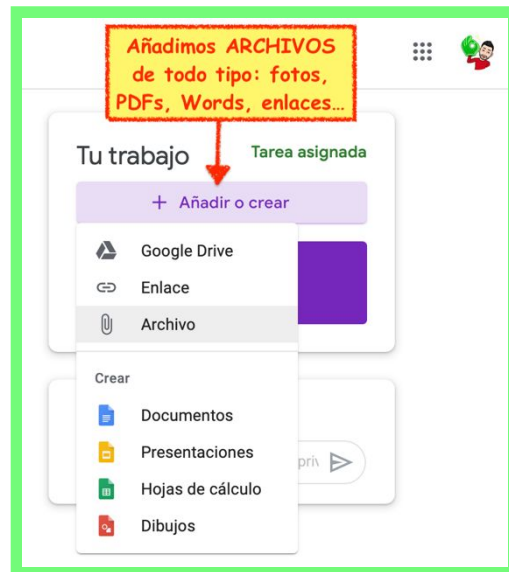 Añadimos ARCHIVOS
de todo tipo: fotos,
PDFs, Words, enlaces...
Tu trabajo
Tarea asignada
+ Añadir o crear
Google Drive
Enlace
Archivo
Crear
Documentos
Presentaciones
priv
Hojas de cálculo
Dibujos